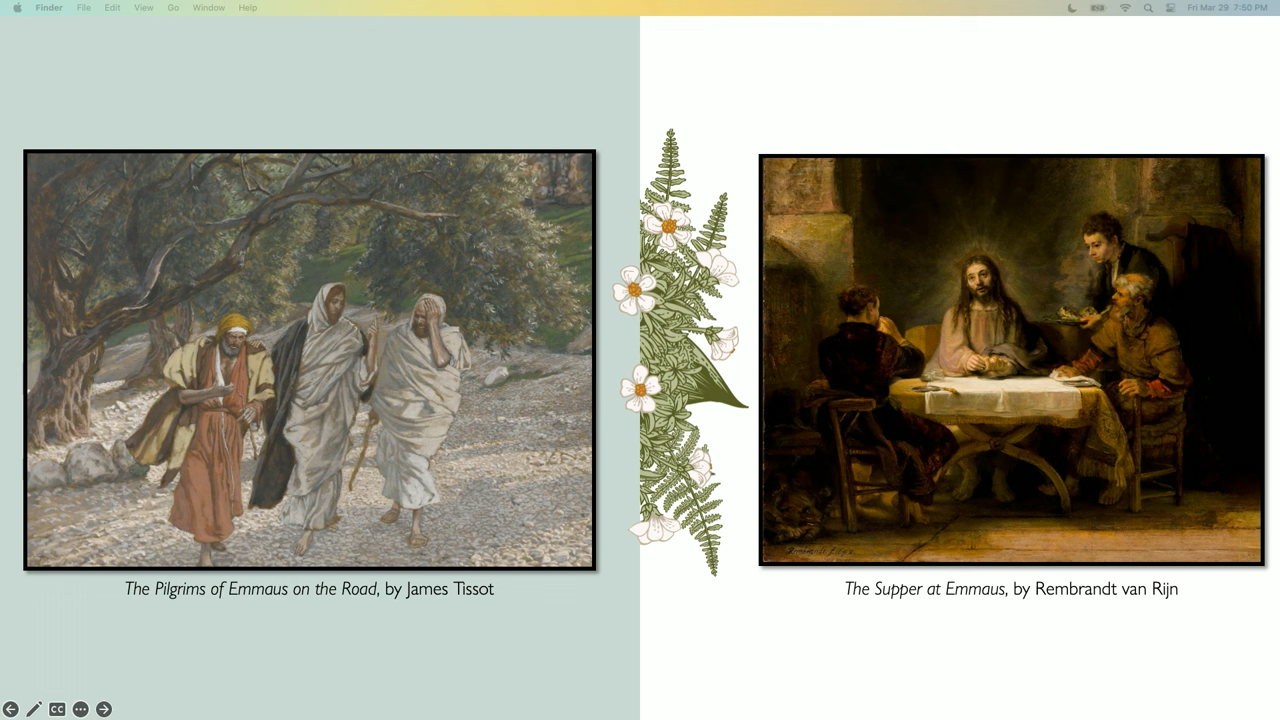 Finder File Edit View Go Window Help Fri Mar 29 7:50 PM
The Pilgrims of Emmaus on the Road, by James Tissot
The Supper at Emmaus, by Rembrandt van Rijn
CC